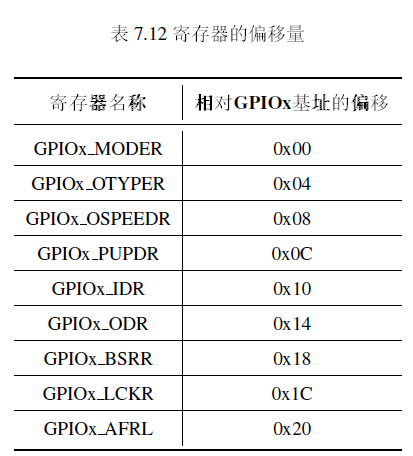 表 7.12 寄存器的偏移量
寄存器名称 相对GPIOx基址的偏移
GPIOx_MODER 0x00
GPIOx_OTYPER 0x04
GPIOx_OSPEEDR 0x08
GPIOx_PUPDR 0x0C
GPIOx_IDR 0x10
GPIOx_ODR 0x14
GPIOx_BSRR 0x18
GPIOx_LCKR 0x1C
GPIOx_AFRL 0x20